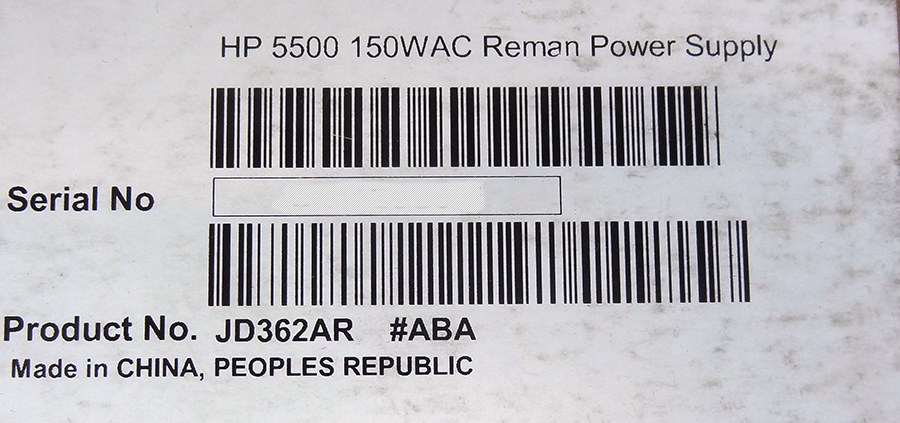 HP 5500 150WAC Reman Power Supply
Serial No
Product No. JD362AR #ABA
Made in CHINA, PEOPLES REPUBLIC